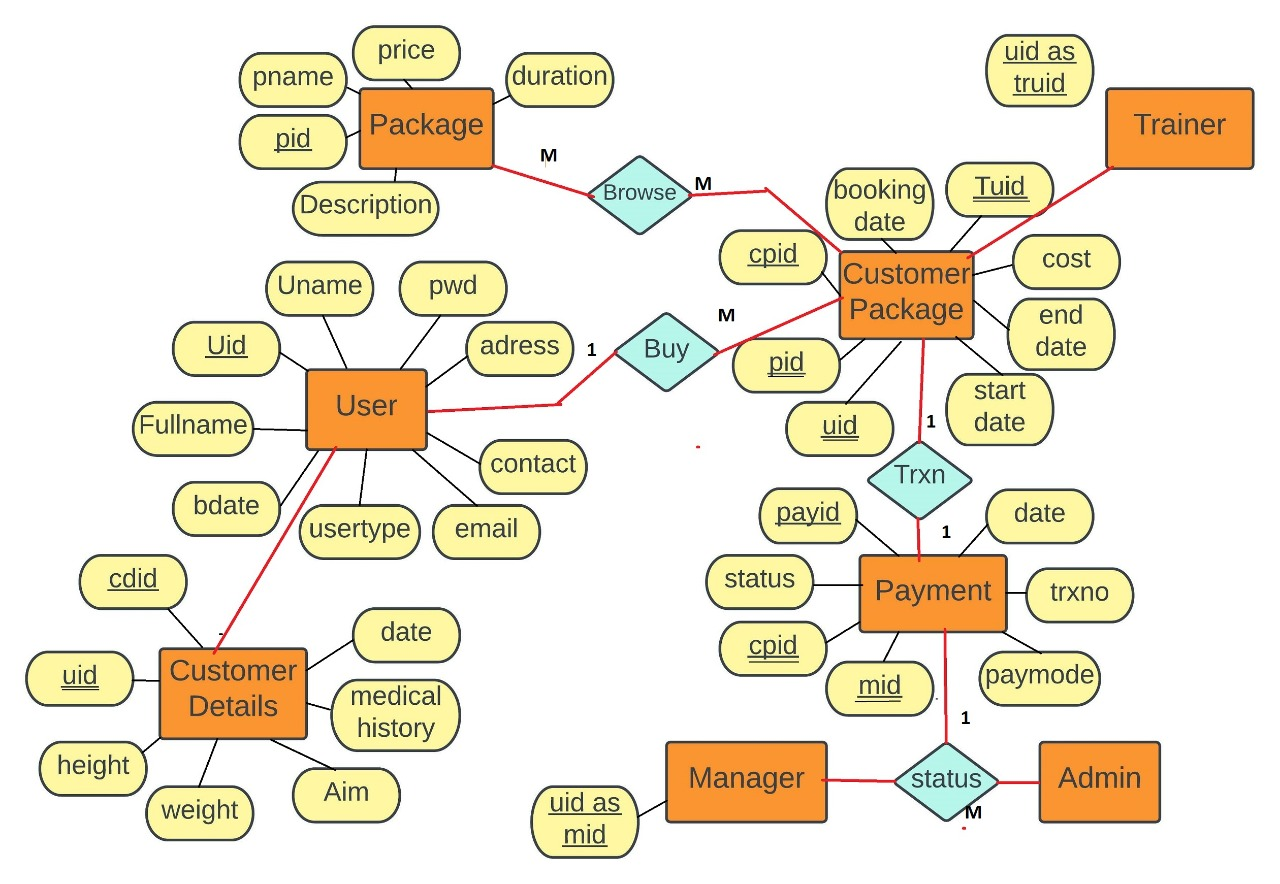 price
pname
duration
Package
pid
Description
M
Browse
M
uid as
truid
Trainer
booking
date
Tuid
cpid
Customer
Package
cost
end
date
start
date
pid
uid
Uname
pwd
Uid
adress
User
Fullname
contact
bdate
usertype
email
1
Buy
M
1
Trxn
1
payid
date
status
Payment
trxno
cpid
mid
paymode
cdid
date
uid
Customer
Details
medical
history
height
weight
Aim
1
Manager
status
M
Admin
uid as
mid